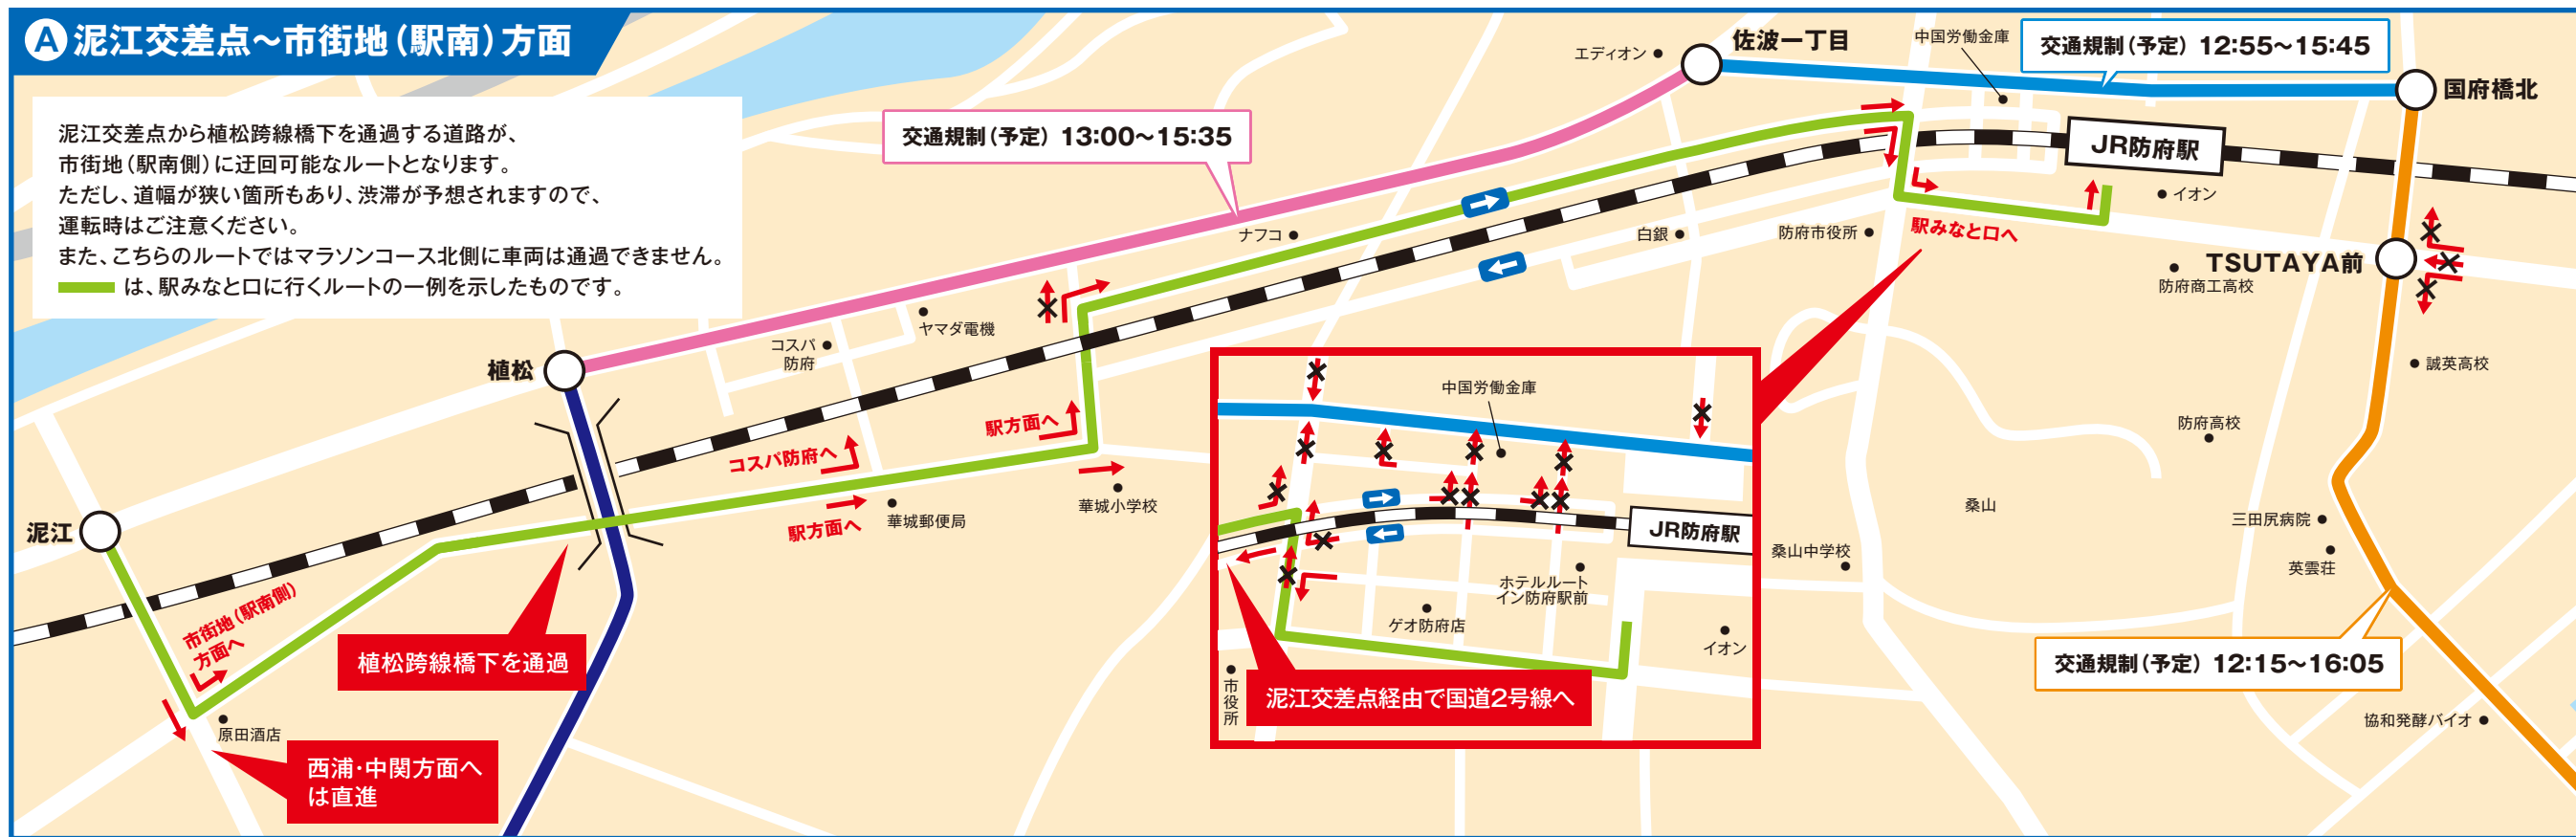 A 泥江交差点～市街地（駅南）方面
泥江交差点から植松跨線橋下を通過する道路が、
市街地（駅南側）に迂回可能なルートとなります。
ただし、道幅が狭い箇所もあり、渋滞が予想されますので、
運転時はご注意ください。
また、こちらのルートではマラソンコース北側に車両は通過できません。
は、駅みなと口に行くルートの一例を示したものです。
エディオン
佐波一丁目
中国労働金庫
交通規制（予定） 12:55～15:45
国府橋北
交通規制（予定） 13:00～15:35
JR防府駅
イオン
ナフコ
白銀
防府市役所
駅みなと口へ
TSUTAYA前
防府商工高校
ヤマダ電機
コスパ
防府
植松
誠英高校
防府高校
駅方面へ
コスパ防府へ
駅方面へ
華城郵便局
華城小学校
泥江
市街地（駅南側）
方面へ
植松跨線橋下を通過
原田酒店
西浦・中関方面へ
は直進
中国労働金庫
JR防府駅
ホテルルート
イン防府駅前
ゲオ防府店
イオン
市役所
泥江交差点経由で国道2号線へ
桑山
桑山中学校
三田尻病院
英雲荘
交通規制（予定） 12:15～16:05
協和発酵バイオ